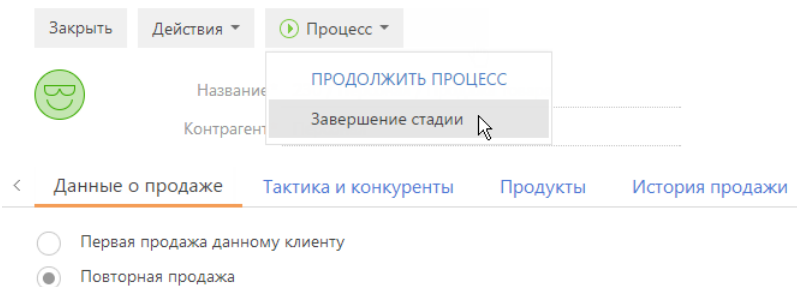 Закрыть Действия Процесс
ПРОДОЛЖИТЬ ПРОЦЕСС
Название
Завершение стадии
Контрагент
Данные о продаже Тактика и конкуренты Продукты История продажи
Первая продажа данному клиенту
Повторная продажа